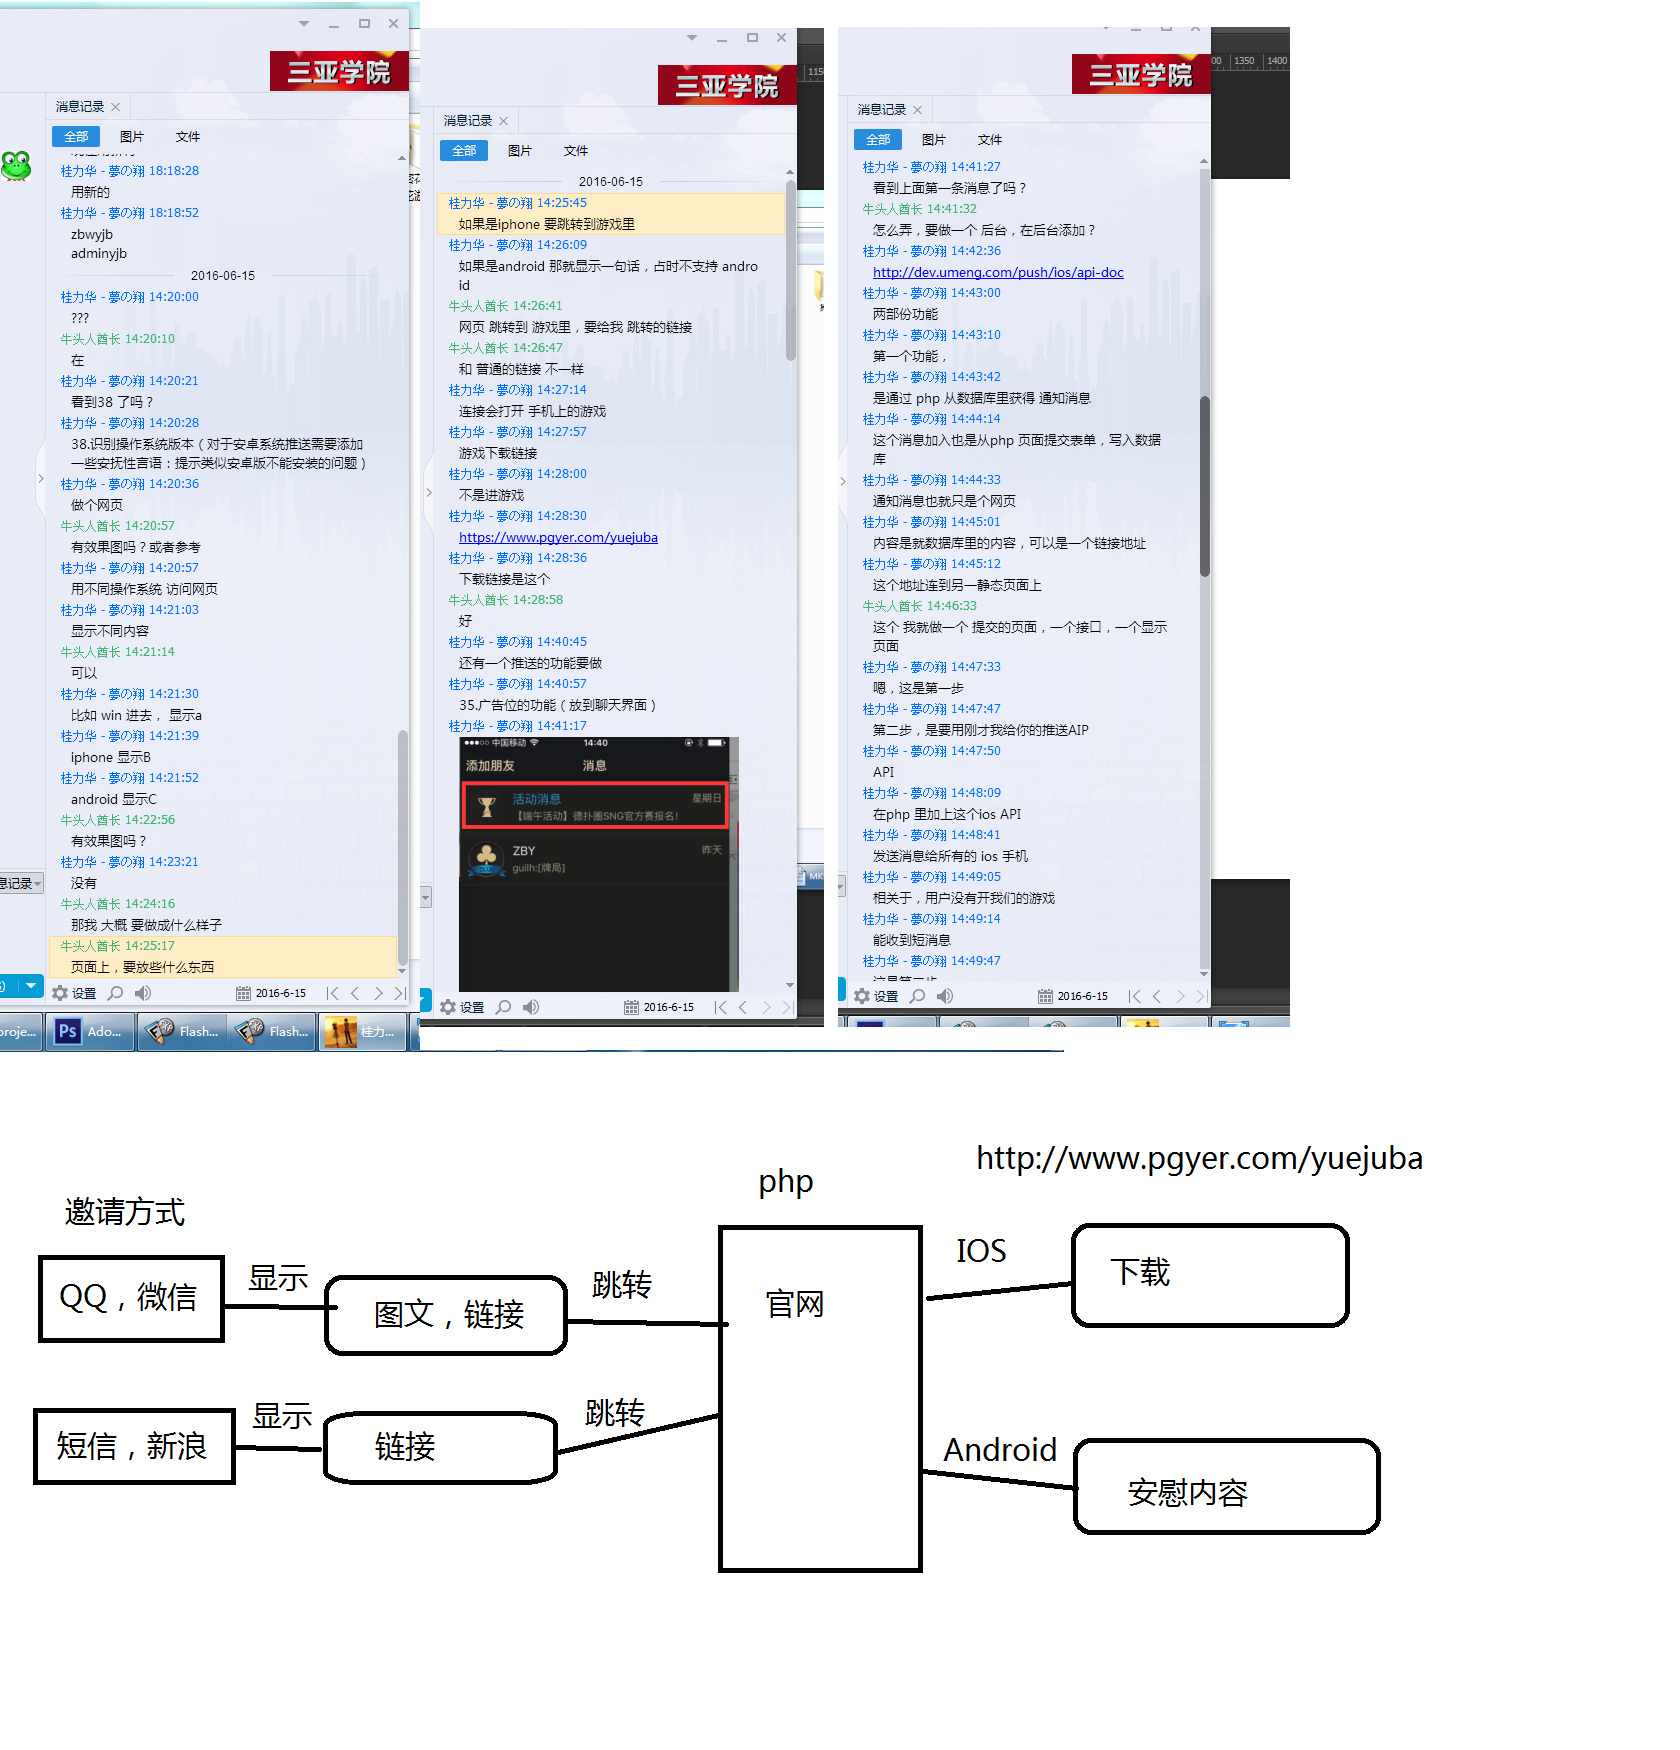 三亚学院
消息记录
全部 图片 文件
桂力华 - 夢の翔 18:18:28
用新的
桂力华 - 夢の翔 18:18:52
zbwyjb
adminyjb
2016-06-15
桂力华 - 夢の翔 14:20:00
???
牛头人酋长 14:20:10
在
桂力华 - 夢の翔 14:20:21
看到38 了吗？
桂力华 - 夢の翔 14:20:28
38.识别操作系统版本（对于安卓系统推送需要添加
一些安抚性言语：提示类似安卓版不能安装的问题）
桂力华 - 夢の翔 14:20:36
做个网页
牛头人酋长 14:20:57
有效果图吗？或者参考
桂力华 - 夢の翔 14:20:57
用不同操作系统 访问网页
桂力华 - 夢の翔 14:21:03
显示不同内容
牛头人酋长 14:21:14
可以
桂力华 - 夢の翔 14:21:30
比如 win 进去， 显示a
桂力华 - 夢の翔 14:21:39
iphone 显示B
桂力华 - 夢の翔 14:21:52
android 显示C
牛头人酋长 14:22:56
有效果图吗？
桂力华 - 夢の翔 14:23:21
没有
牛头人酋长 14:24:16
那我 大概 要做成什么样子
牛头人酋长 14:25:17
页面上，要放些什么东西
息记录
设置 2016-6-15
proje... Ado... Flash... Flash... 桂力...
三亚学院
消息记录
全部 图片 文件
2016-06-15
桂力华 - 夢の翔 14:25:45
如果是iphone 要跳转到游戏里
桂力华 - 夢の翔 14:26:09
如果是android 那就显示一句话，占时不支持 andro
id
牛头人酋长 14:26:41
网页 跳转到 游戏里，要给我 跳转的链接
牛头人酋长 14:26:47
和 普通的链接 不一样
桂力华 - 夢の翔 14:27:14
连接会打开 手机上的游戏
桂力华 - 夢の翔 14:27:57
游戏下载链接
桂力华 - 夢の翔 14:28:00
不是进游戏
桂力华 - 夢の翔 14:28:30
https://www.pgyer.com/yuejuba
桂力华 - 夢の翔 14:28:36
下载链接是这个
牛头人酋长 14:28:58
好
桂力华 - 夢の翔 14:40:45
还有一个推送的功能要做
桂力华 - 夢の翔 14:40:57
35.广告位的功能（放到聊天界面）
桂力华 - 夢の翔 14:41:17
中国移动 14:40
添加朋友 消息
活动消息 星期日
【端午活动】德扑圈SNG官方赛报名!
ZBY 昨天
guilh:[牌局]
设置 2016-6-15
三亚学院
1350 1400
消息记录
全部 图片 文件
桂力华 - 夢の翔 14:41:27
看到上面第一条消息了吗？
牛头人酋长 14:41:32
怎么弄，要做一个 后台，在后台添加？
桂力华 - 夢の翔 14:42:36
http://dev.umeng.com/push/ios/api-doc
桂力华 - 夢の翔 14:43:00
两部份功能
桂力华 - 夢の翔 14:43:10
第一个功能，
桂力华 - 夢の翔 14:43:42
是通过 php 从数据库里获得 通知消息
桂力华 - 夢の翔 14:44:14
这个消息加入也是从php 页面提交表单，写入数据
库
桂力华 - 夢の翔 14:44:33
通知消息也就只是个网页
桂力华 - 夢の翔 14:45:01
内容是就数据库里的内容，可以是一个链接地址
桂力华 - 夢の翔 14:45:12
这个地址连到另一静态页面上
牛头人酋长 14:46:33
这个 我就做一个 提交的页面，一个接口，一个显示
页面
桂力华 - 夢の翔 14:47:33
嗯，这是第一步
桂力华 - 夢の翔 14:47:47
第二步，是要用刚才我给你的推送AIP
桂力华 - 夢の翔 14:47:50
API
桂力华 - 夢の翔 14:48:09
在php 里加上这个ios API
桂力华 - 夢の翔 14:48:41
发送消息给所有的 ios 手机
桂力华 - 夢の翔 14:49:05
相关于，用户没有开我们的游戏
桂力华 - 夢の翔 14:49:14
能收到短消息
桂力华 - 夢の翔 14:49:47
设置 2016-6-15
http://www.pgyer.com/yuejuba
php
邀请方式
IOS
QQ，微信 显示 图文，链接 跳转 官网 下载
短信，新浪 显示 链接 跳转
Android
安慰内容